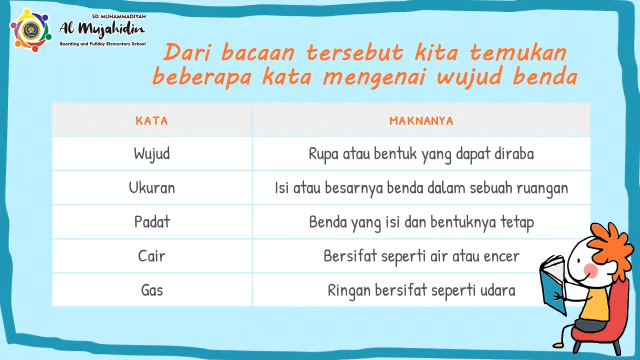 SD MUHAMMADIYAH
Al Mujahidin
Boarding and Fullday Elementary School
Dari bacaan tersebut kita temukan
beberapa kata mengenai wujud benda
KATA MAKNANYA
Wujud Rupa atau bentuk yang dapat diraba
Ukuran Isi atau besarnya benda dalam sebuah ruangan
Padat Benda yang isi dan bentuknya tetap
Cair Bersifat seperti air atau encer
Gas Ringan bersifat seperti udara